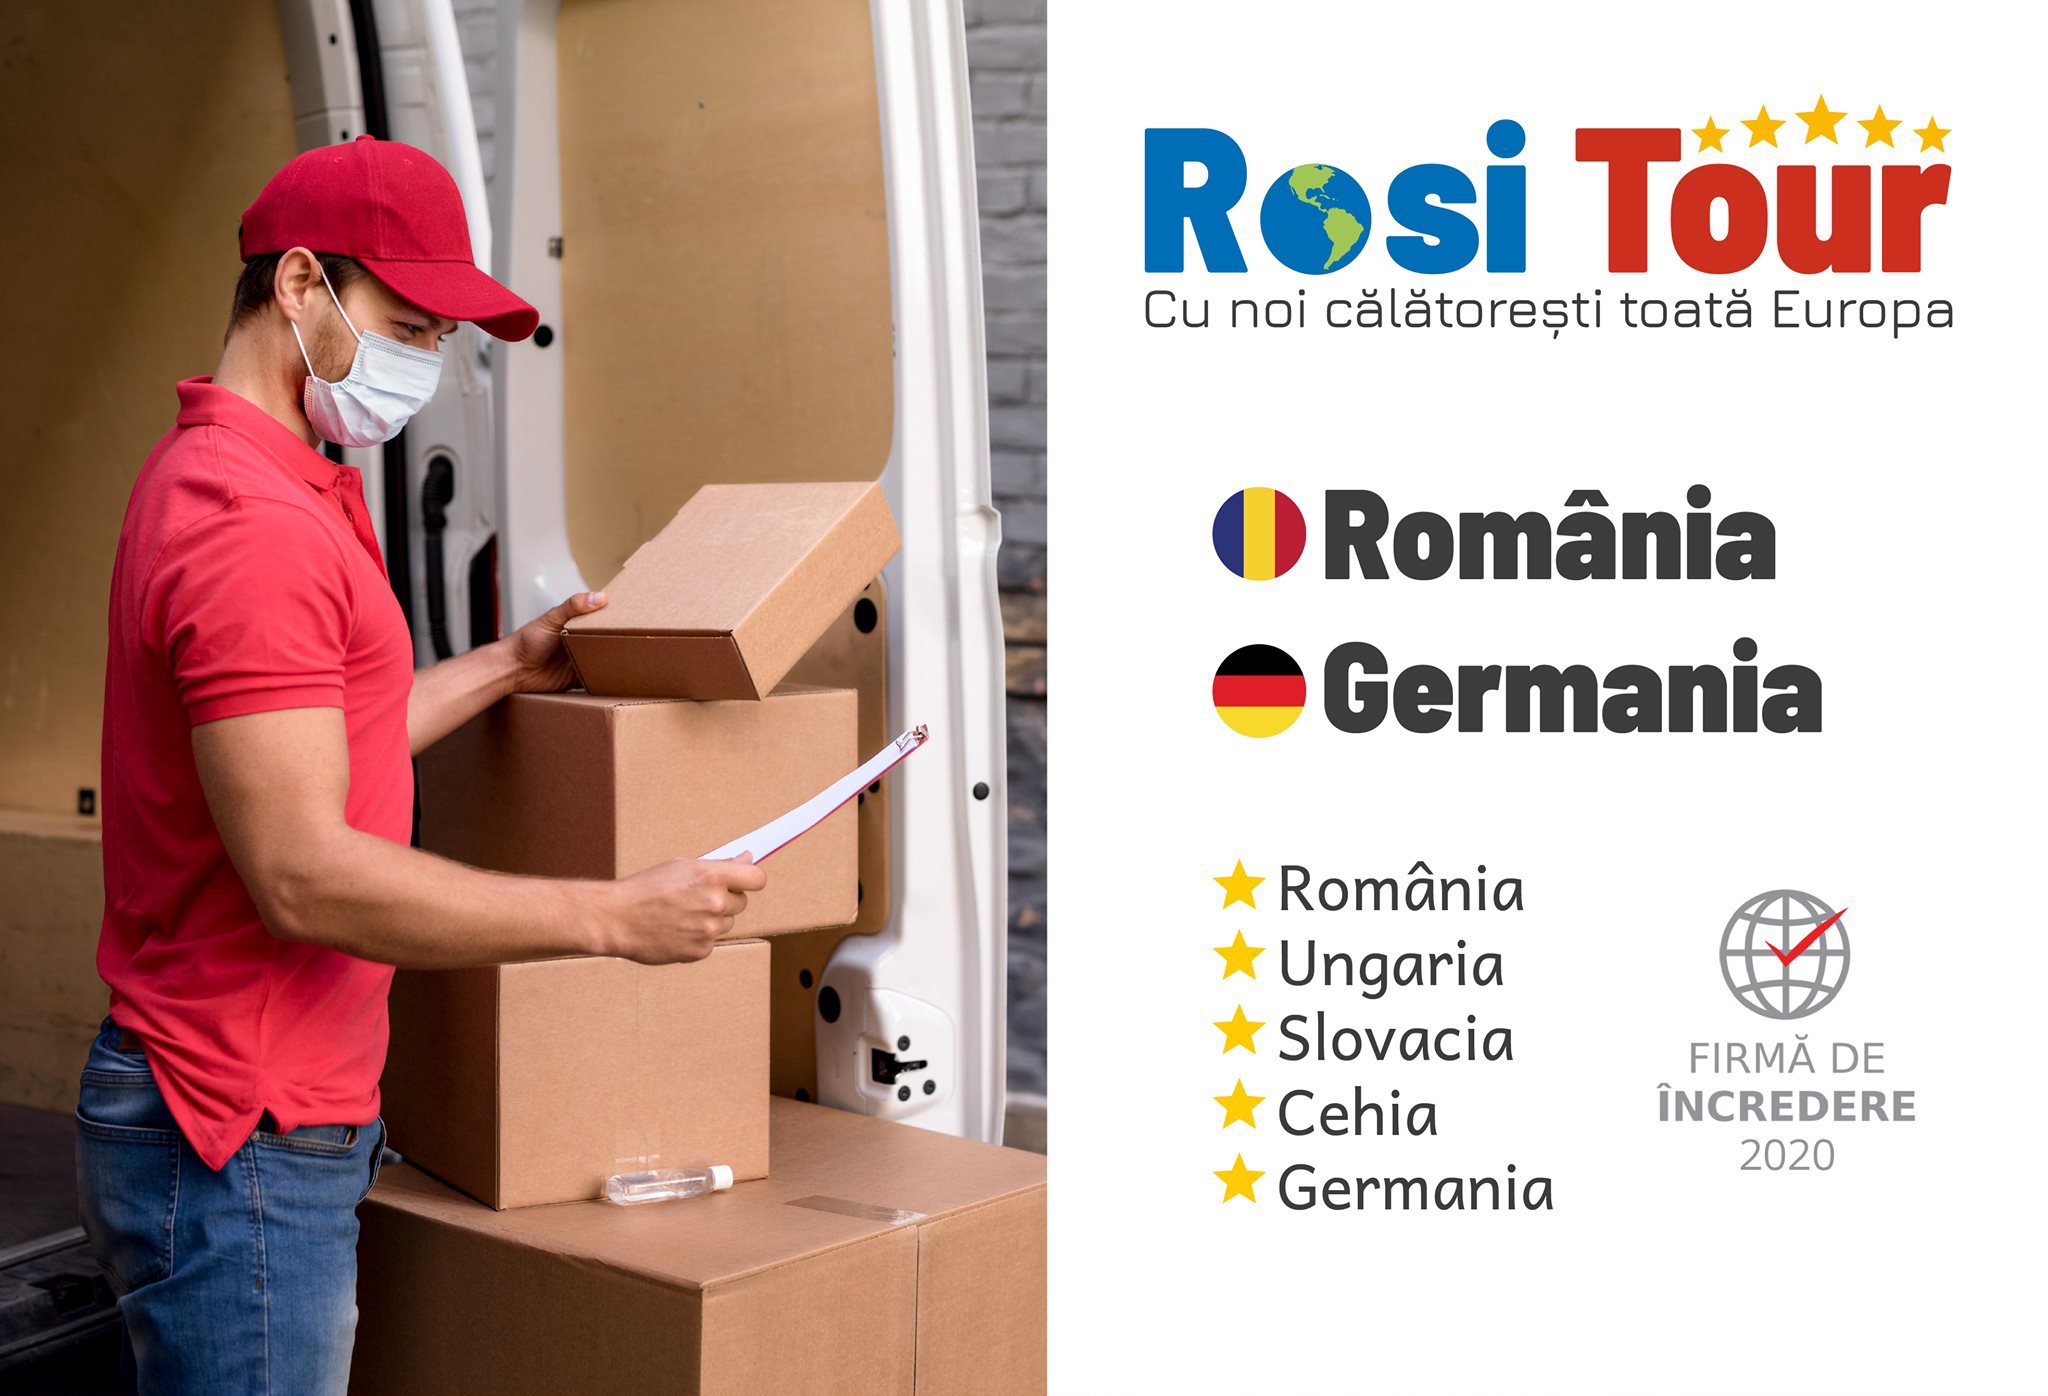 Rosi Tour
Cu noi călătorești toată Europa
România
Germania
România
Ungaria
Slovacia
Cehia
Germania
FIRMĂ DE
ÎNCREDERE
2020